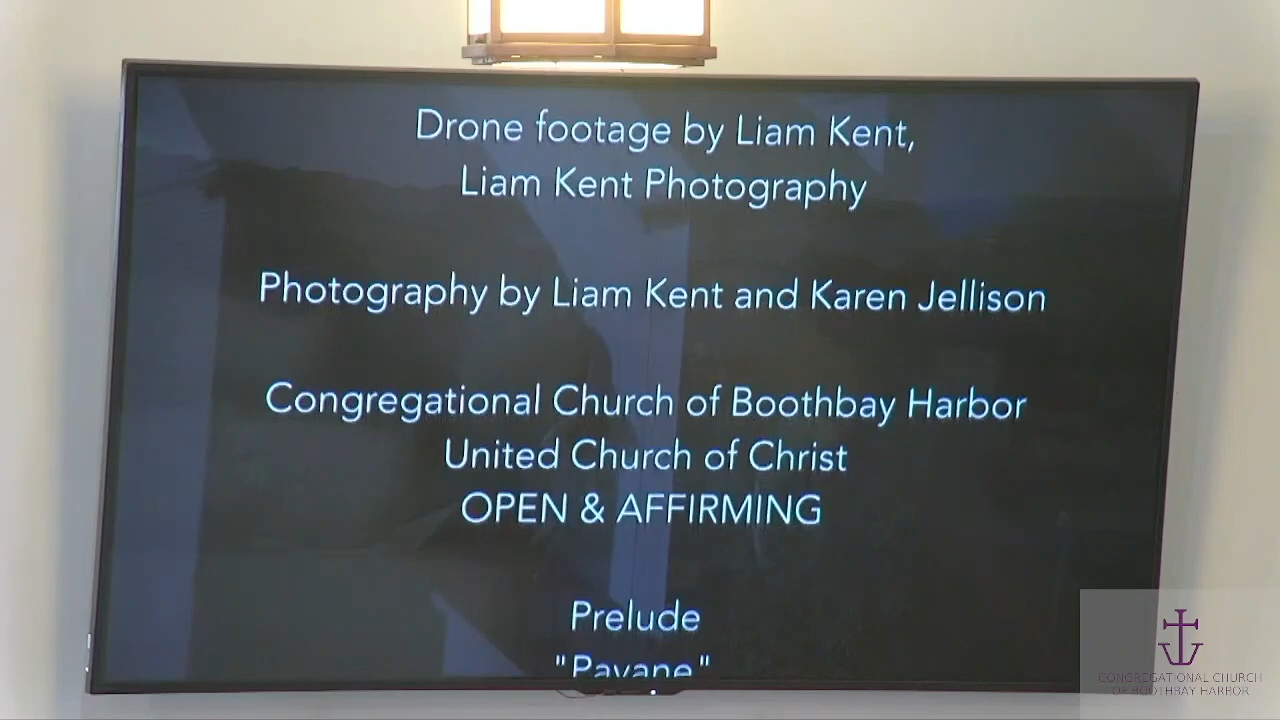 Drone footage by Liam Kent,
Liam Kent Photography
Photography by Liam Kent and Karen Jellison
Congregational Church of Boothbay Harbor
United Church of Christ
OPEN & AFFIRMING
Prelude
"Pavane"
CONGREGATIONAL CHURCH
OF BOOTHBAY HARBOR